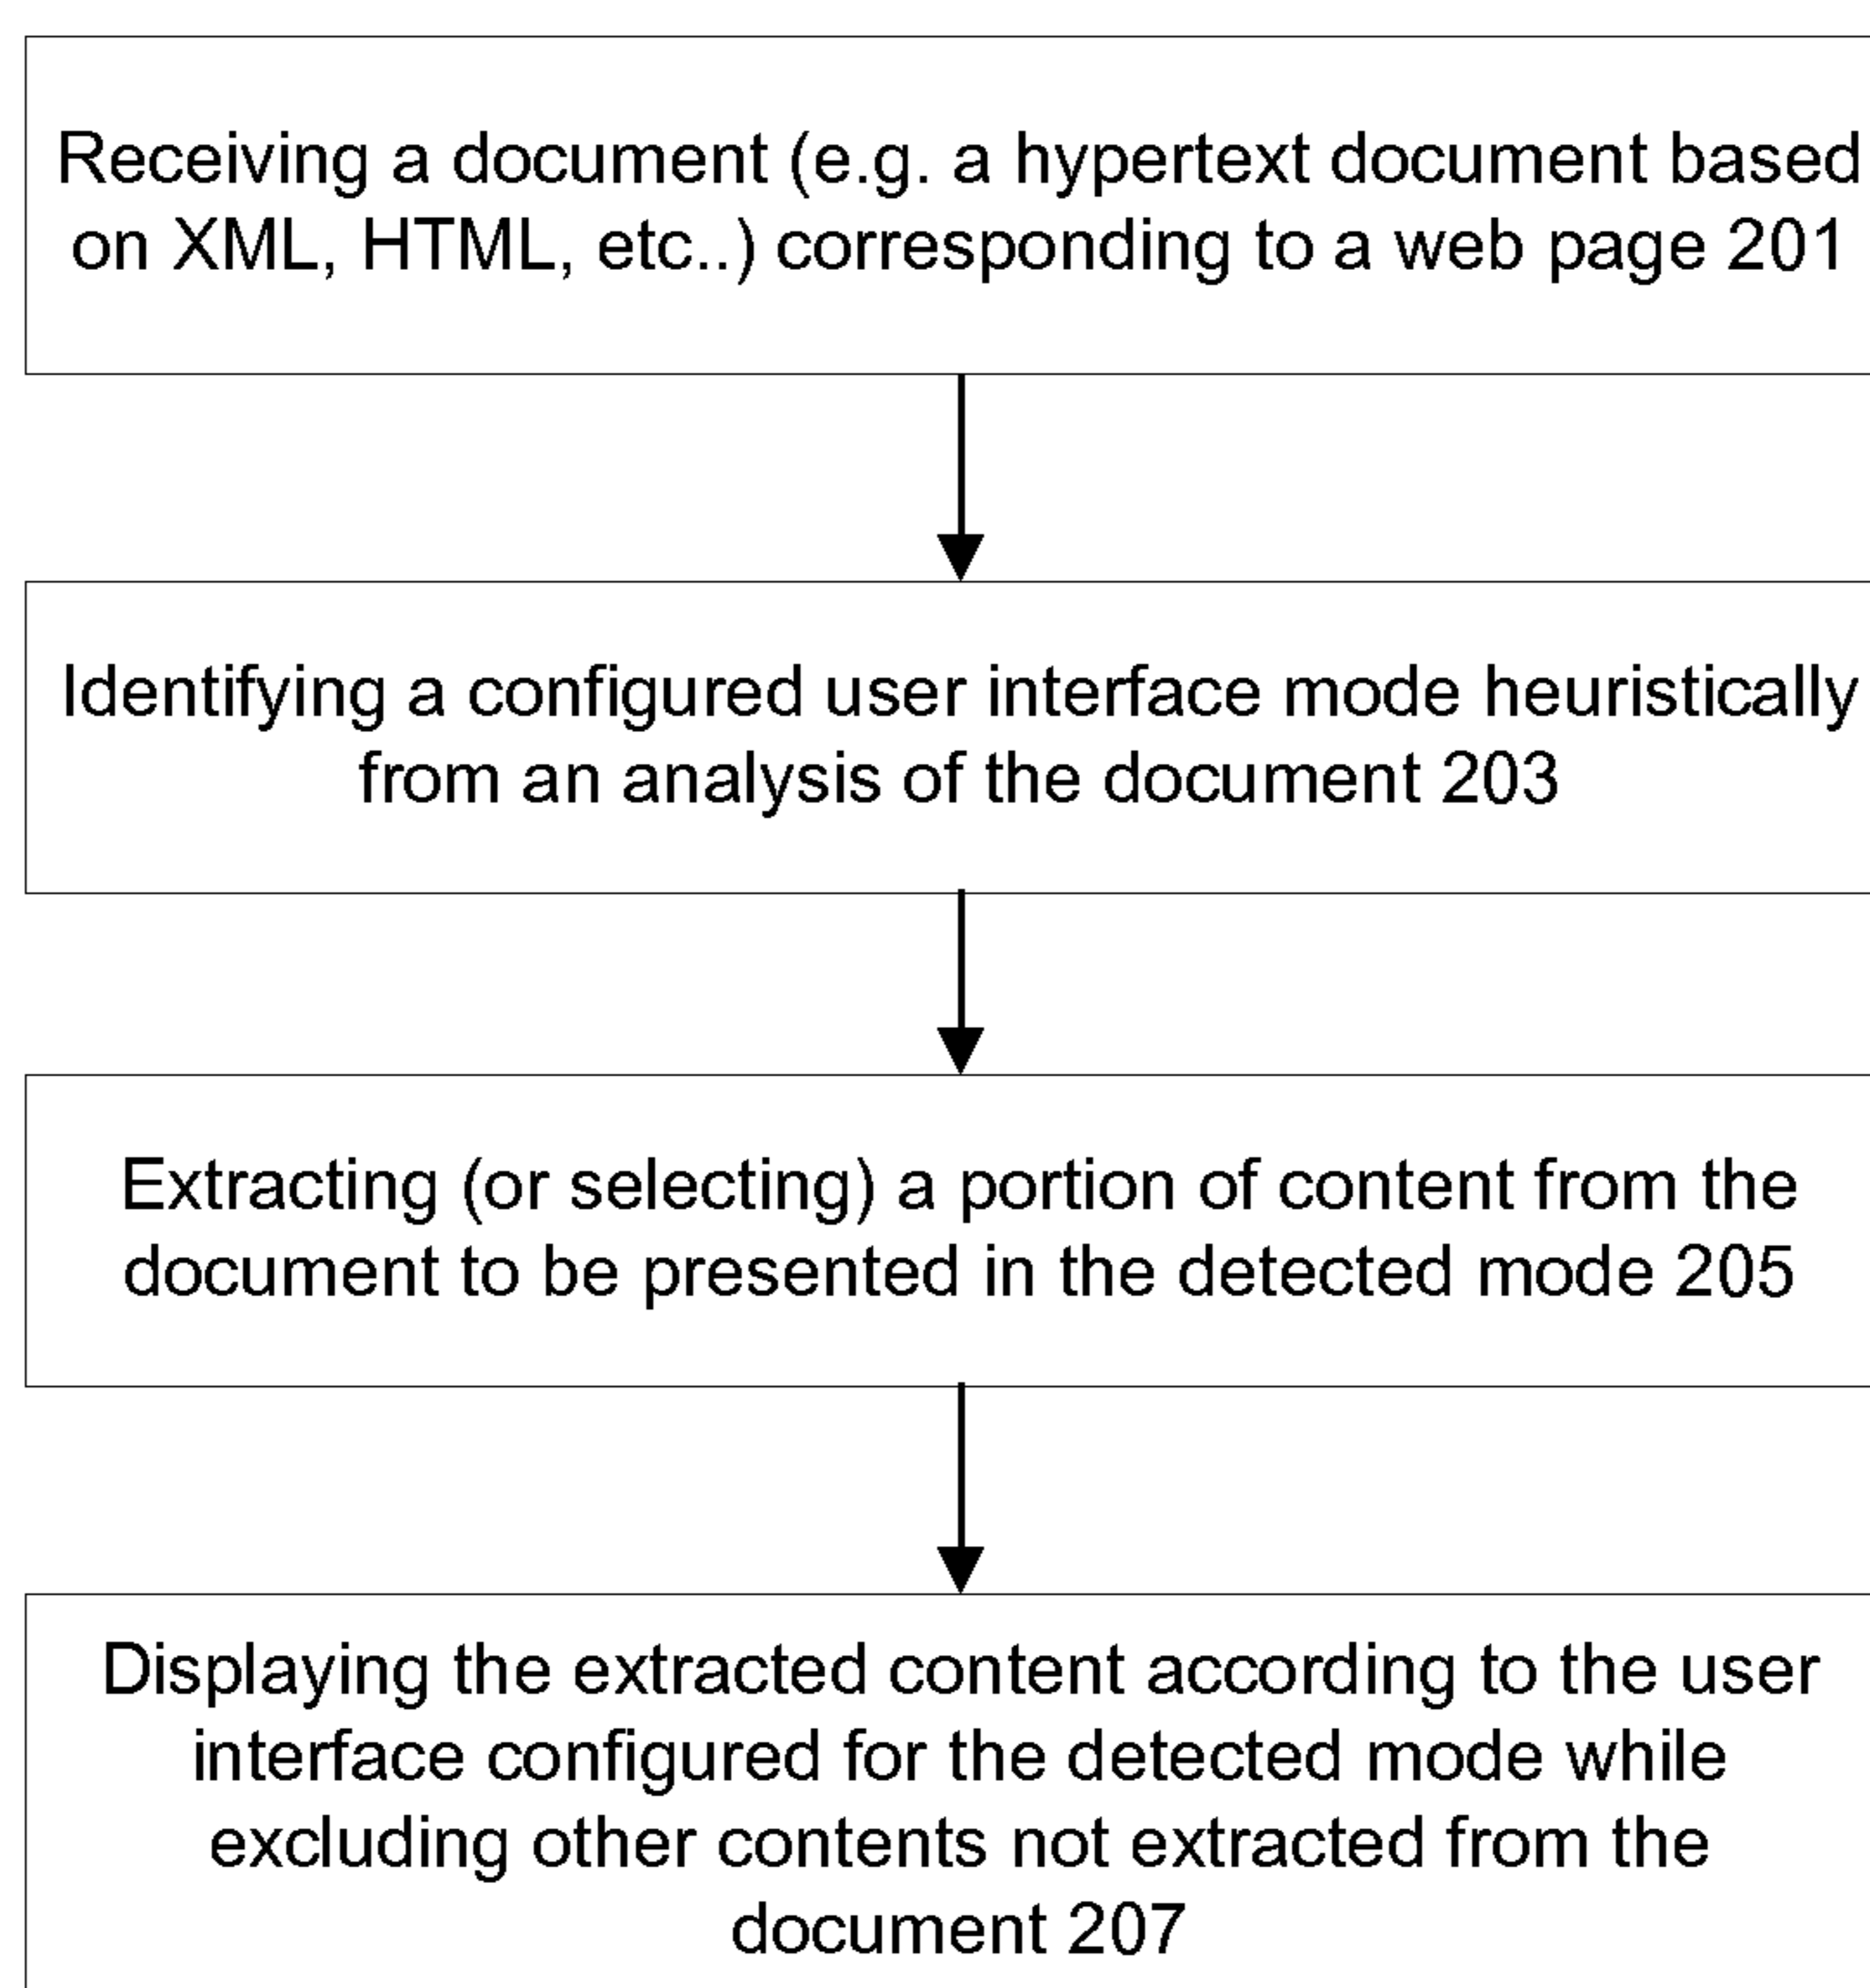 Receiving a document (e.g. a hypertext document based
on XML, HTML, etc..) corresponding to a web page 201
Identifying a configured user interface mode heuristically
from an analysis of the document 203
Extracting (or selecting) a portion of content from the
document to be presented in the detected mode 205
Displaying the extracted content according to the user
interface configured for the detected mode while
excluding other contents not extracted from the
document 207